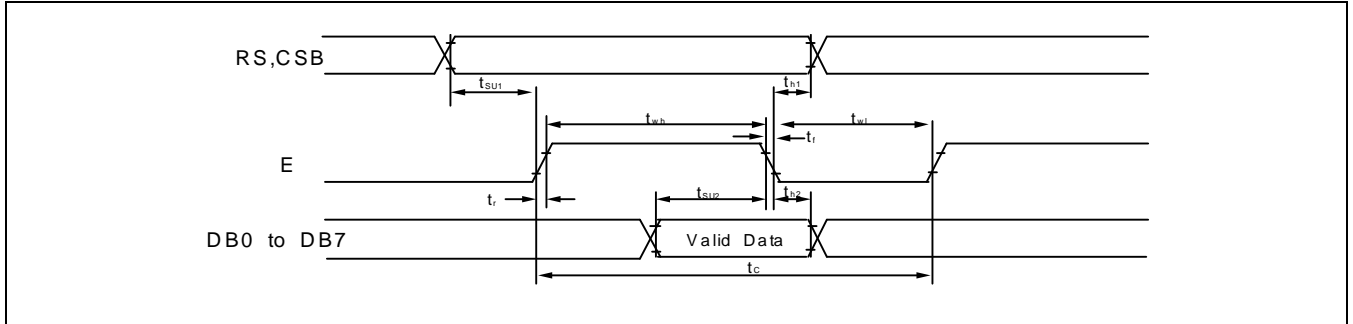 RS,CSB
tSU1
th1
twh
twl
tf
E
tr
tSU2
th2
DB0 to DB7
Valid Data
tC